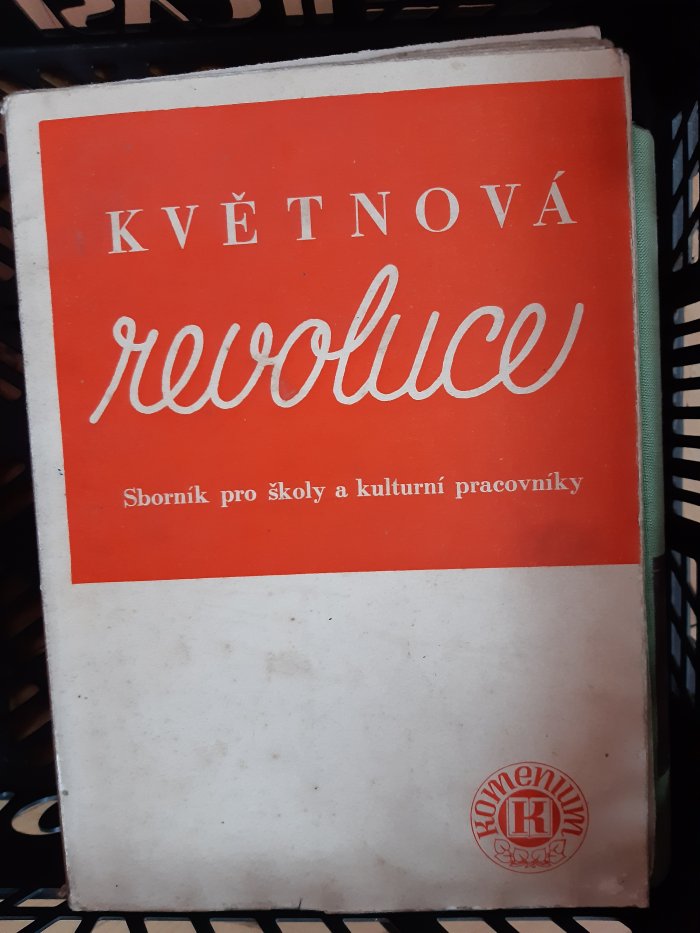 KVĚTNOVÁ
revoluce
Sborník pro školy a kulturní pracovníky
Komenium
K